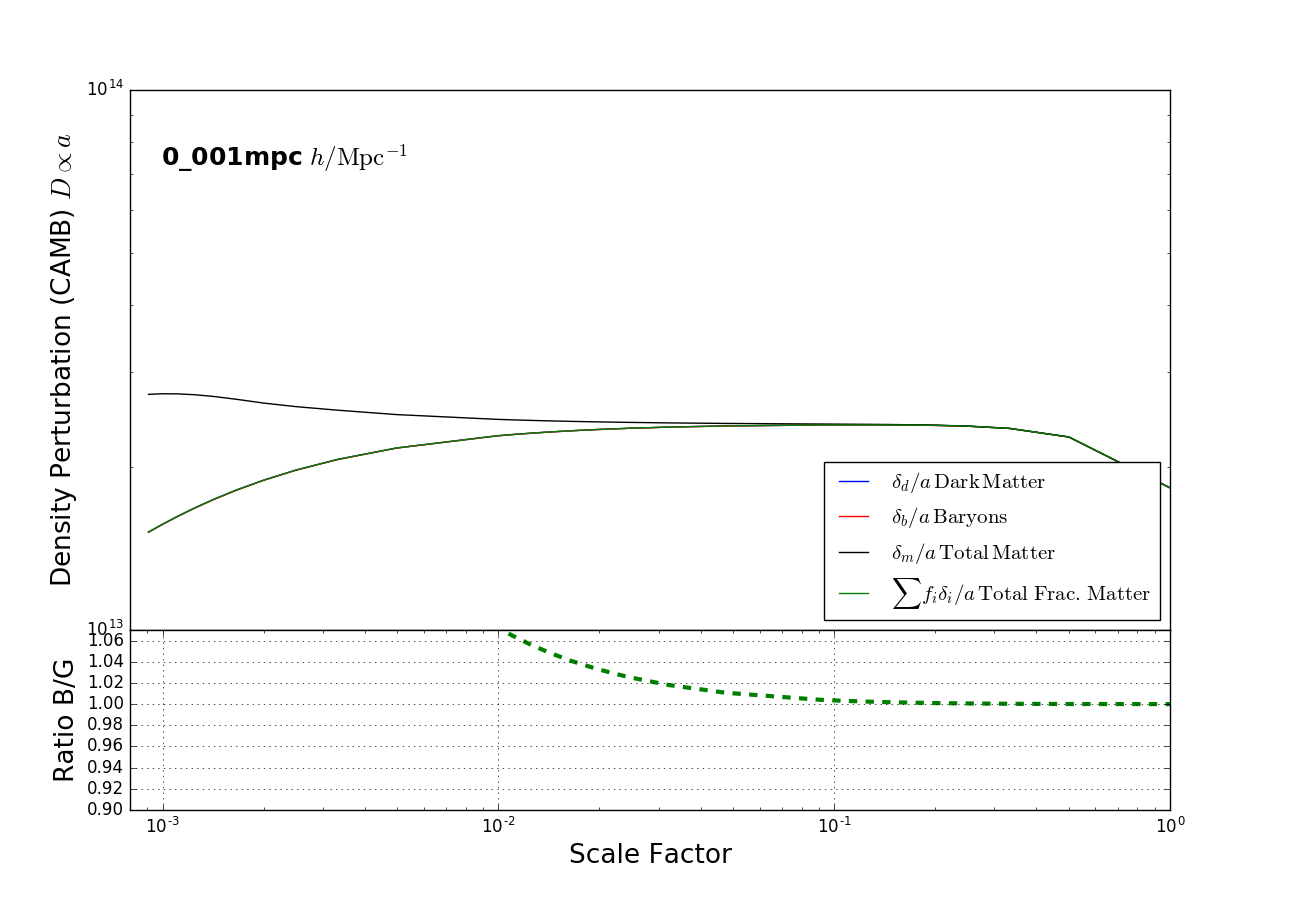 10^14
Density Perturbation (CAMB) D ∝ a
0_001mpc h/Mpc^−1
δ_d/a Dark Matter
δ_b/a Baryons
δ_m/a Total Matter
∑ f_i δ_i/a Total Frac. Matter
10^13
Ratio B/G
1.06
1.04
1.02
1.00
0.98
0.96
0.94
0.92
0.90
10^-3 10^-2 10^-1 10^0
Scale Factor